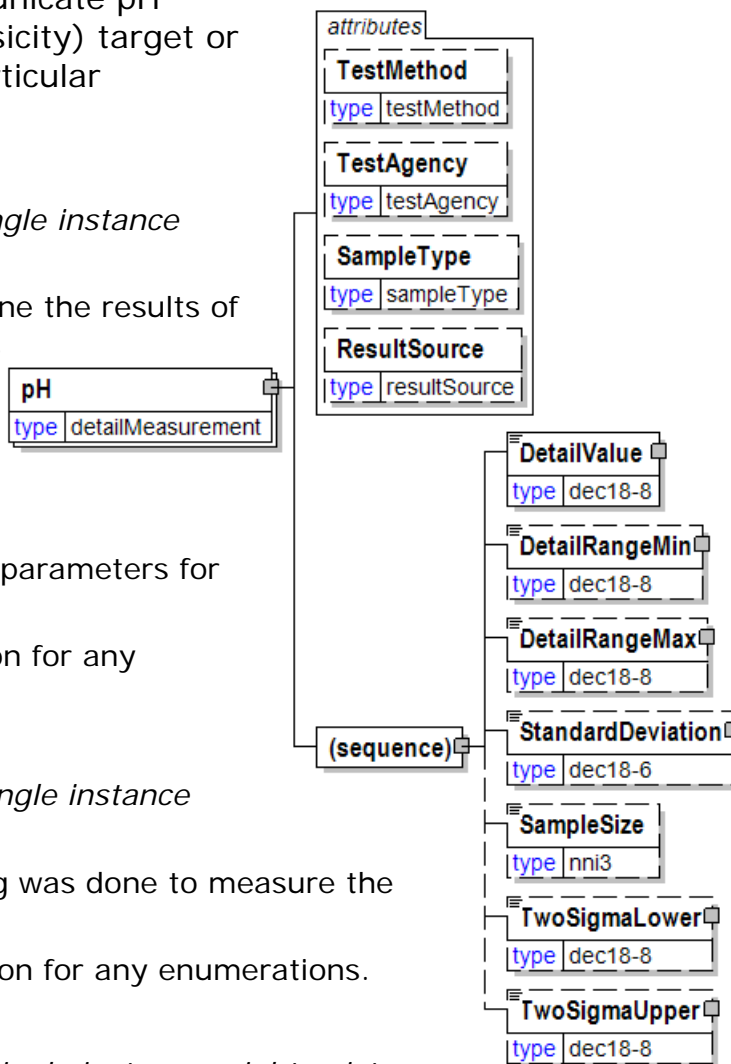 pH
sicity) target or
ticular
ngle instance
ne the results of
parameters for
on for any
ngle instance
g was done to measure the
on for any enumerations.
attributes
TestMethod
type testMethod
TestAgency
type testAgency
SampleType
type sampleType
ResultSource
type resultSource
pH
type detailMeasurement
(sequence)
DetailValue
type dec18-8
DetailRangeMin
type dec18-8
DetailRangeMax
type dec18-8
StandardDeviation
type dec18-6
SampleSize
type nni3
TwoSigmaLower
type dec18-8
TwoSigmaUpper
type dec18-8